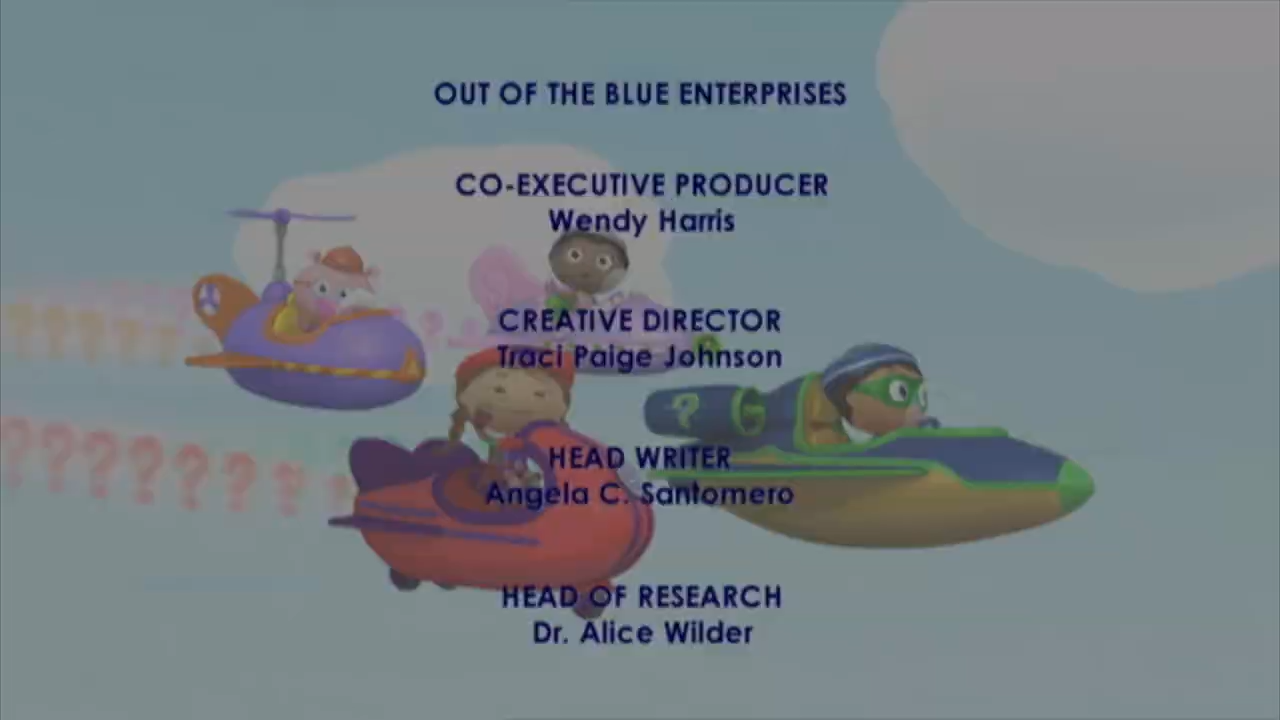 OUT OF THE BLUE ENTERPRISES
CO-EXECUTIVE PRODUCER
Wendy Harris
CREATIVE DIRECTOR
Traci Paige Johnson
HEAD WRITER
Angela C. Santomero
HEAD OF RESEARCH
Dr. Alice Wilder